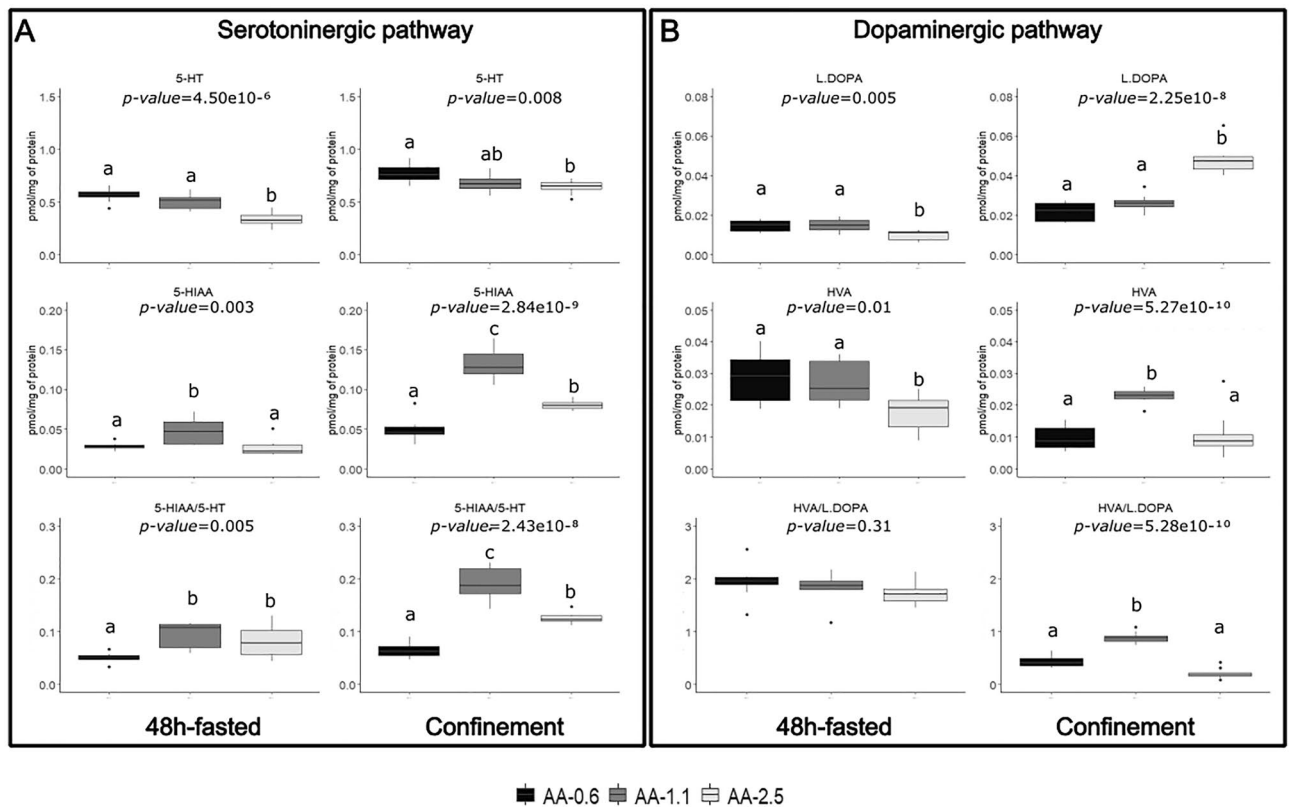 A Serotoninergic pathway
5-HT
p-value=4.50e10-⁶
pmol/mg of protein
1.5
1.0
0.5
0.0
a
a
b
5-HT
p-value=0.008
pmol/mg of protein
1.5
1.0
0.5
0.0
a
ab
b
5-HIAA
p-value=0.003
pmol/mg of protein
0.20
0.15
0.10
0.05
0.00
a
b
a
5-HIAA
p-value=2.84e10-⁹
pmol/mg of protein
0.20
0.15
0.10
0.05
0.00
a
c
b
5-HIAA/5-HT
p-value=0.005
0.3
0.2
0.1
0.0
a
b
b
5-HIAA/5-HT
p-value=2.43e10-⁸
0.3
0.2
0.1
0.0
a
c
b
48h-fasted
Confinement
B Dopaminergic pathway
L.DOPA
p-value=0.005
pmol/mg of protein
0.08
0.06
0.04
0.02
0.00
a
a
b
L.DOPA
p-value=2.25e10-⁸
pmol/mg of protein
0.08
0.06
0.04
0.02
0.00
a
a
b
HVA
p-value=0.01
pmol/mg of protein
0.05
0.04
0.03
0.02
0.01
0.00
a
a
b
HVA
p-value=5.27e10-¹⁰
pmol/mg of protein
0.05
0.04
0.03
0.02
0.01
0.00
a
b
a
HVA/L.DOPA
p-value=0.31
3
2
1
0
HVA/L.DOPA
p-value=5.28e10-¹⁰
3
2
1
0
a
b
a
48h-fasted
Confinement
AA-0.6 AA-1.1 AA-2.5